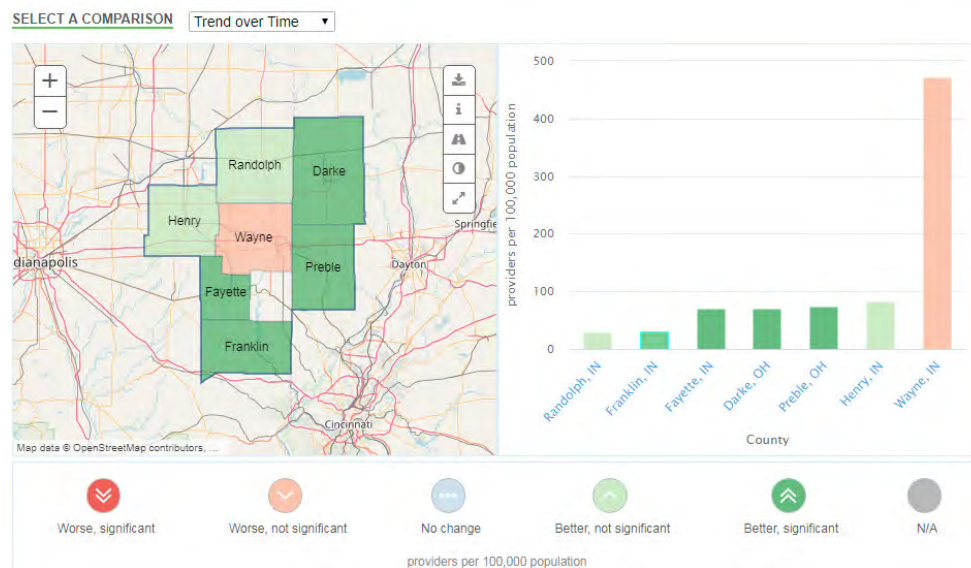 SELECT A COMPARISON
Trend over Time
+
−
i
Randolph
Darke
Henry
Wayne
Springfie
dianapolis
Preble
Dayton
Fayette
Franklin
Cincinnati
Map data © OpenStreetMap contributors, ...
providers per 100,000 population
500
400
300
200
100
0
Randolph, IN
Franklin, IN
Fayette, IN
Darke, OH
Preble, OH
Henry, IN
Wayne, IN
County
Worse, significant
Worse, not significant
No change
Better, not significant
Better, significant
N/A
providers per 100,000 population